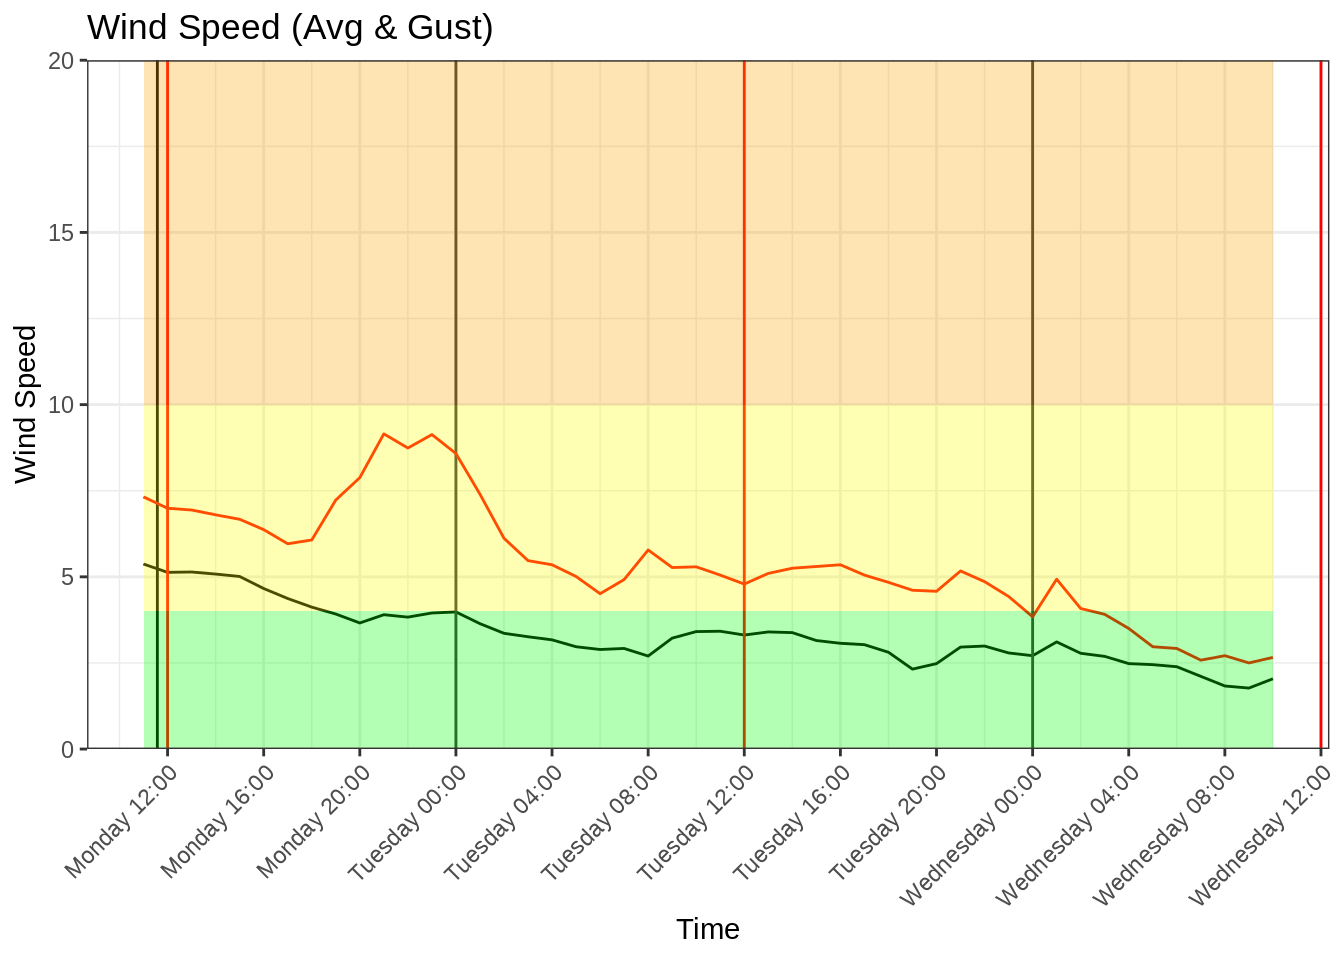 Wind Speed (Avg & Gust)
20
15
10
5
0
Wind Speed
Monday 12:00
Monday 16:00
Monday 20:00
Tuesday 00:00
Tuesday 04:00
Tuesday 08:00
Tuesday 12:00
Tuesday 16:00
Tuesday 20:00
Wednesday 00:00
Wednesday 04:00
Wednesday 08:00
Wednesday 12:00
Time